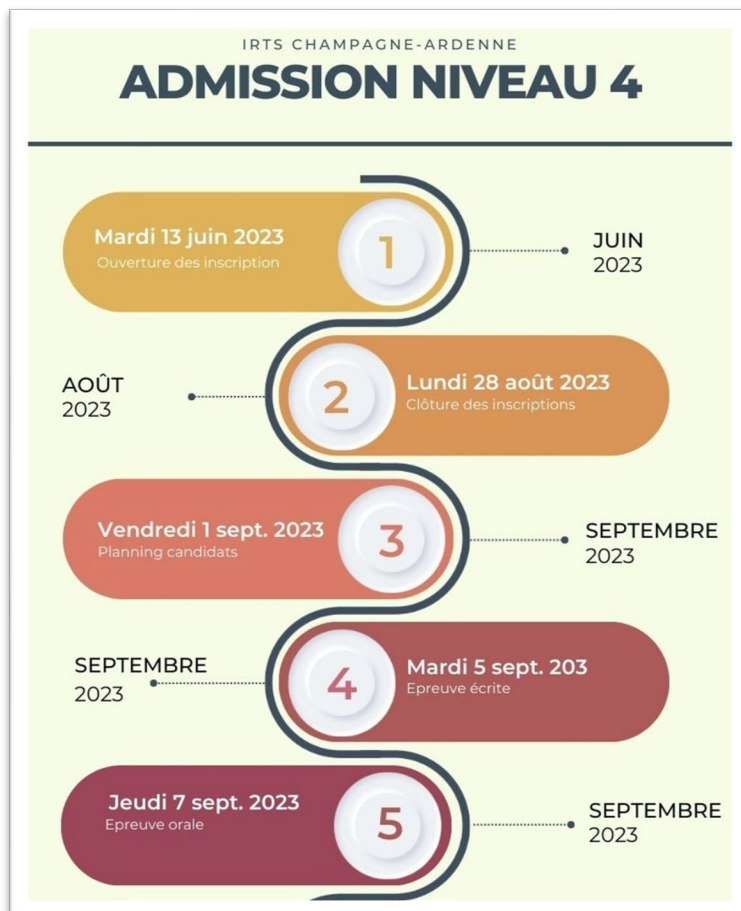 IRTS CHAMPAGNE-ARDENNE
ADMISSION NIVEAU 4
Mardi 13 juin 2023
Ouverture des inscription
1
JUIN
2023
AOÛT
2023
2
Lundi 28 août 2023
Clôture des inscriptions
Vendredi 1 sept. 2023
Planning candidats
3
SEPTEMBRE
2023
SEPTEMBRE
2023
4
Mardi 5 sept. 203
Epreuve écrite
Jeudi 7 sept. 2023
Epreuve orale
5
SEPTEMBRE
2023